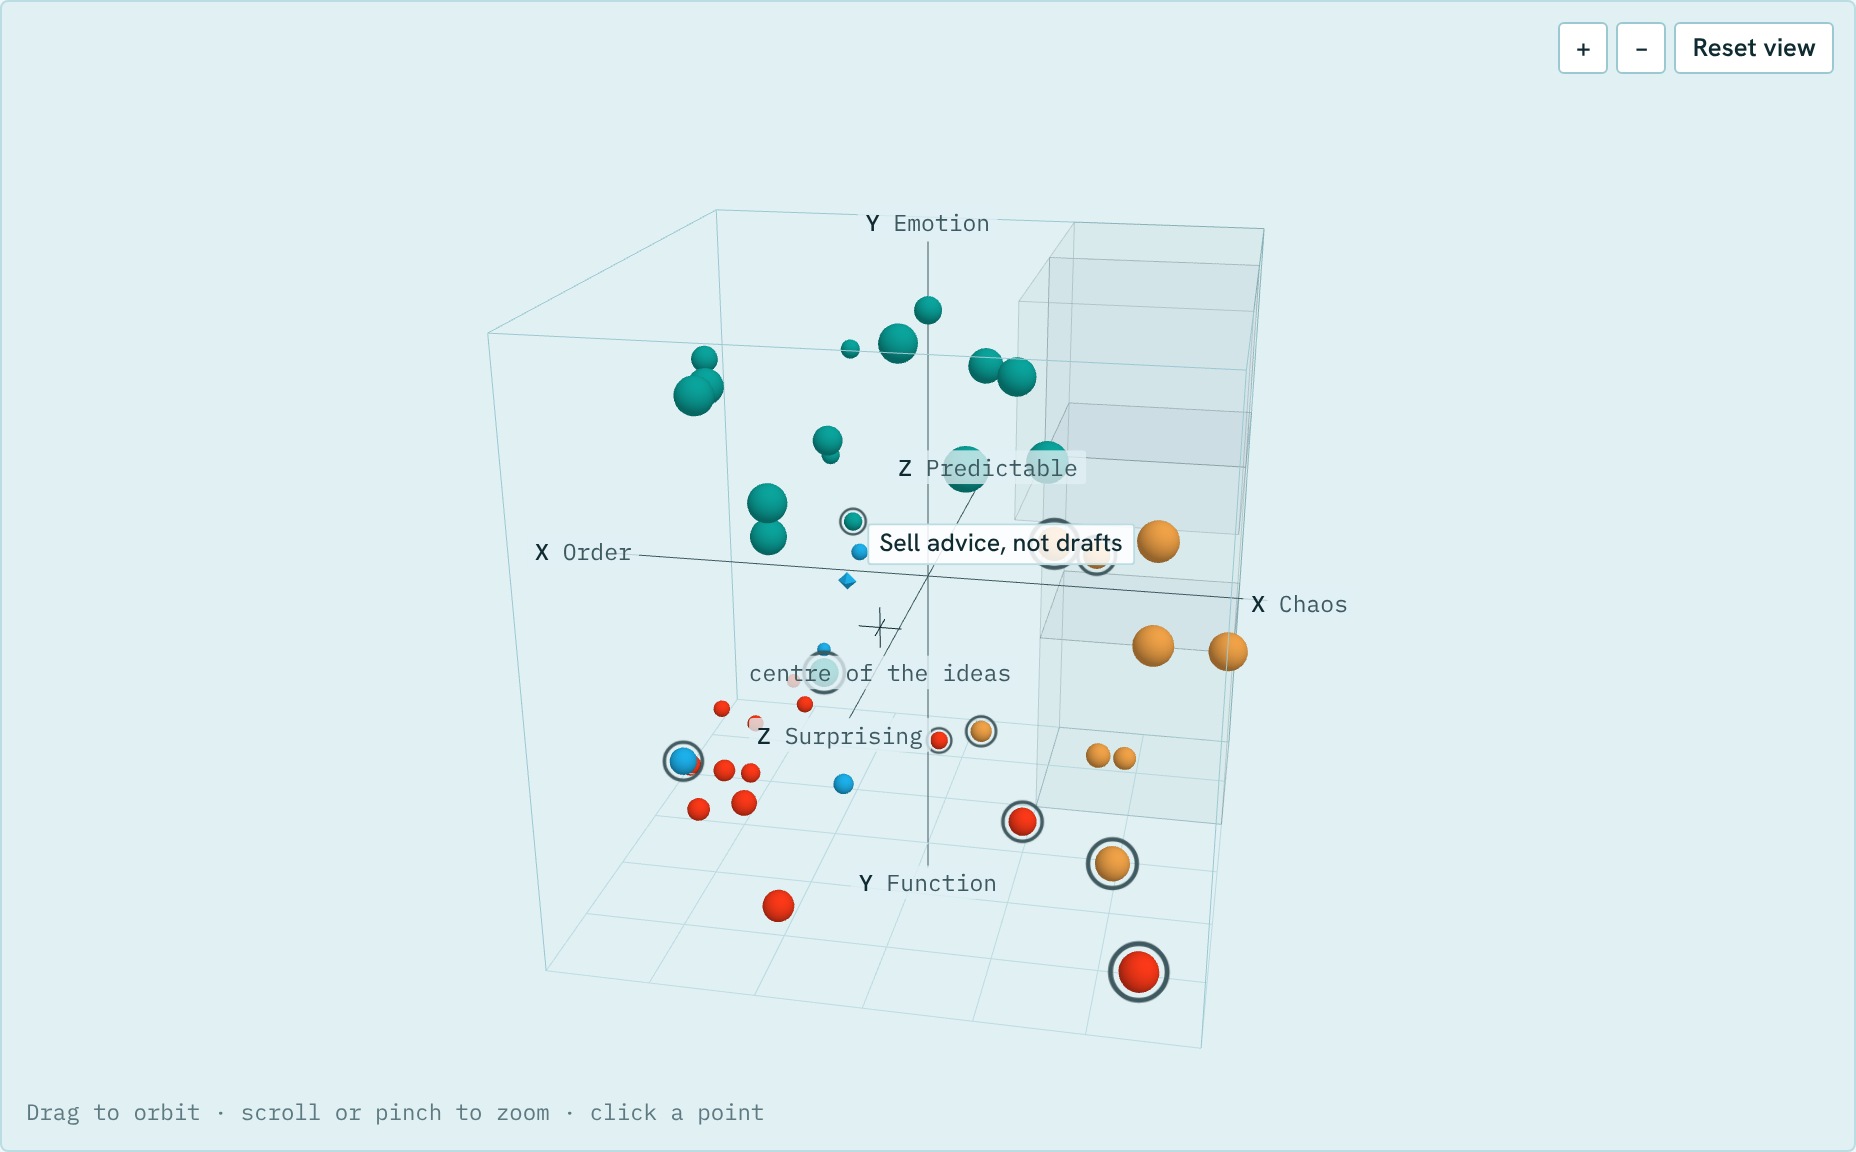 +
–
Reset view
Y Emotion
Z Predictable
Sell advice, not drafts
X Order
X Chaos
centre of the ideas
Z Surprising
Y Function
Drag to orbit · scroll or pinch to zoom · click a point